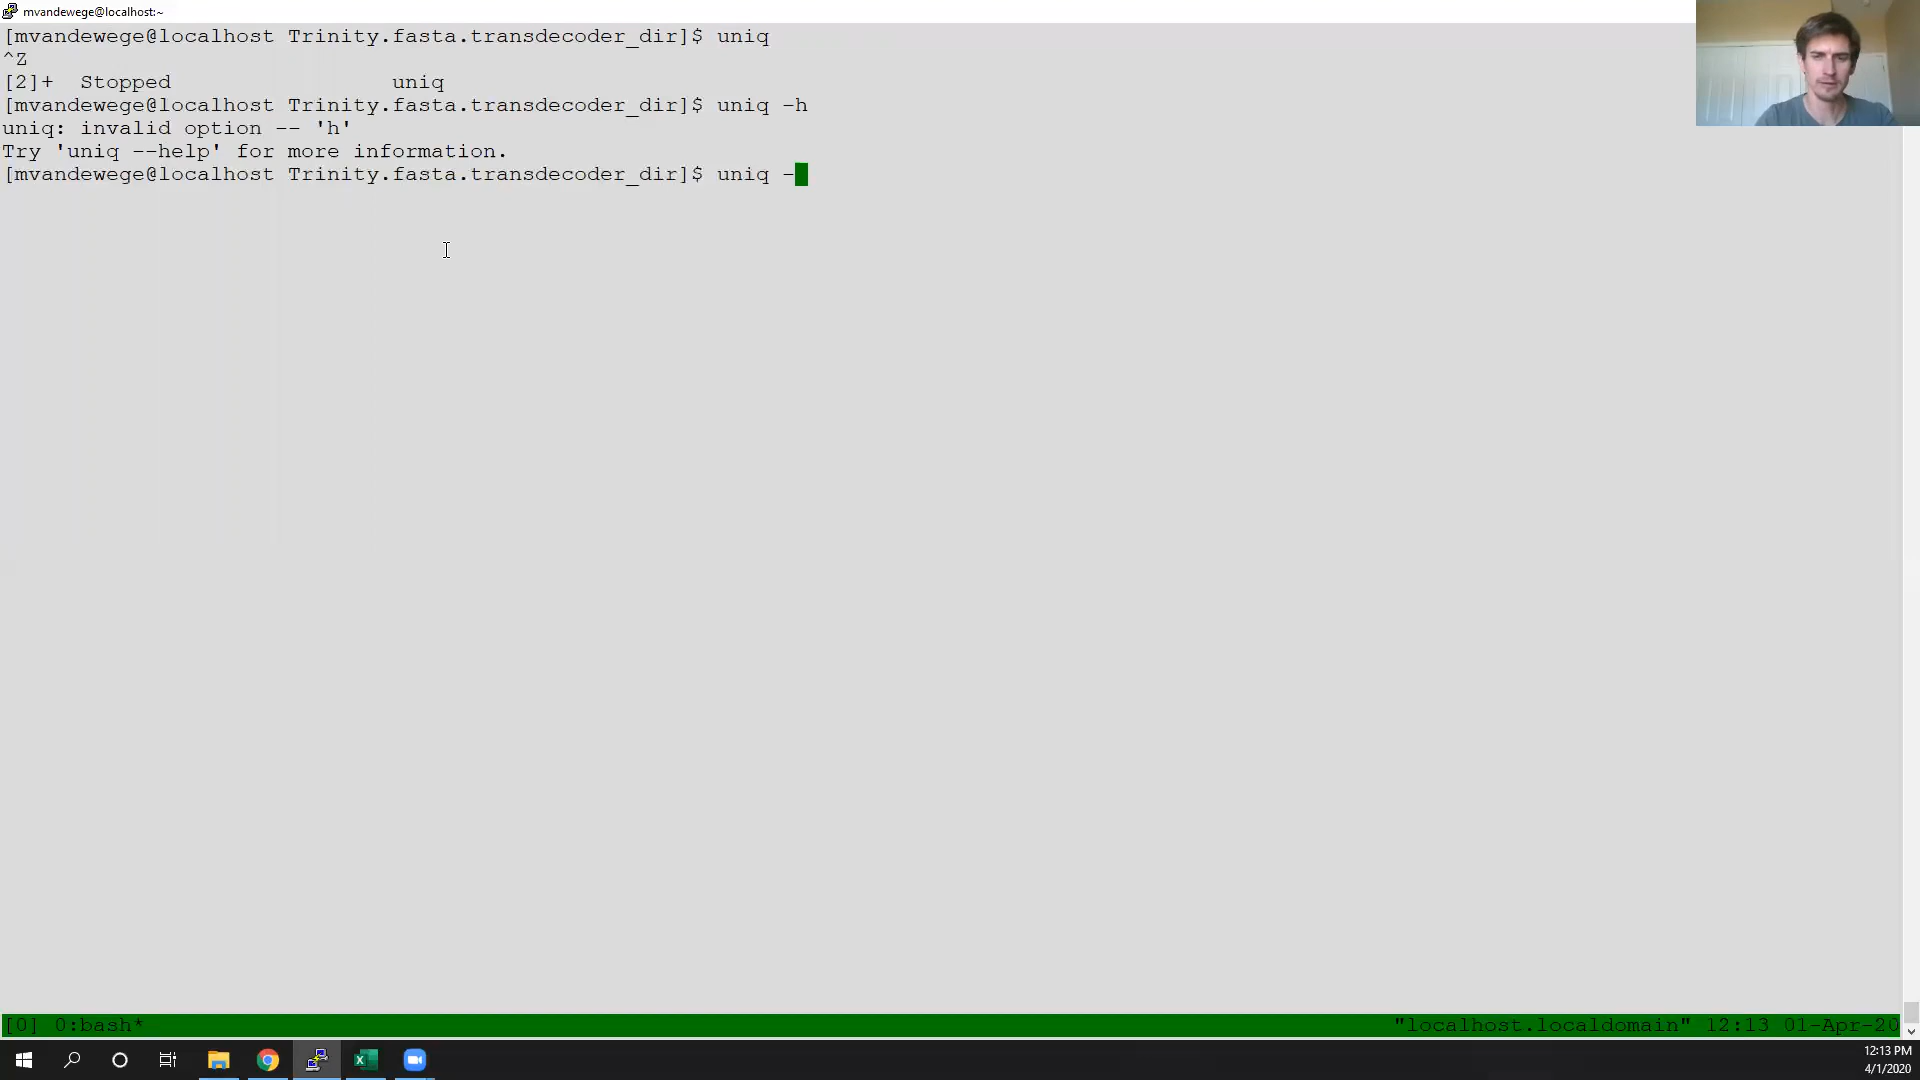 mvandewege@localhost:~
[mvandewege@localhost Trinity.fasta.transdecoder_dir]$ uniq
^Z
[2]+  Stopped                 uniq
[mvandewege@localhost Trinity.fasta.transdecoder_dir]$ uniq -h
uniq: invalid option -- 'h'
Try 'uniq --help' for more information.
[mvandewege@localhost Trinity.fasta.transdecoder_dir]$ uniq -
[0] 0:bash*
"localhost.localdomain" 12:13 01-Apr-20
12:13 PM
4/1/2020